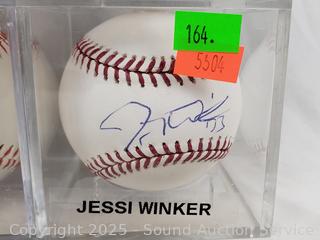 164.
5504
JESSI WINKER
Copyright 2025 - Sound Auction Service